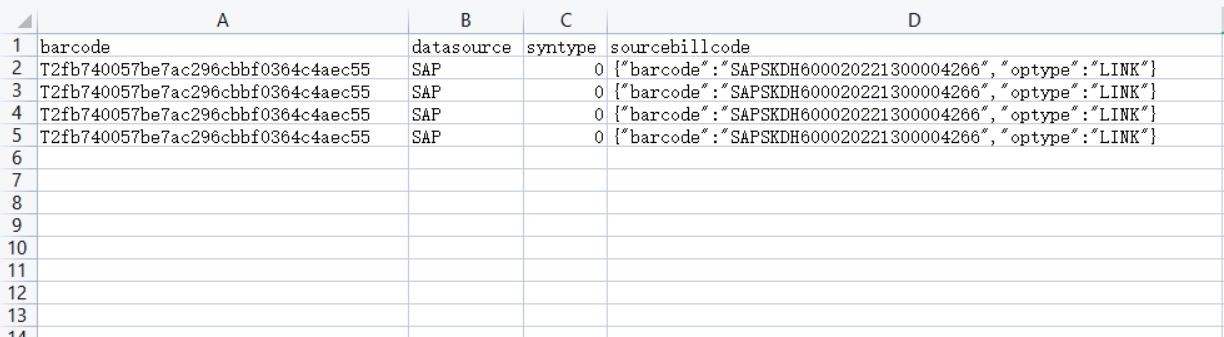 A B C D
1 barcode datasource syntype sourcebillcode
2 T2fb740057be7ac296cbbf0364c4aec55 SAP 0 {"barcode":"SAPSKDH600020221300004266","optype":"LINK"}
3 T2fb740057be7ac296cbbf0364c4aec55 SAP 0 {"barcode":"SAPSKDH600020221300004266","optype":"LINK"}
4 T2fb740057be7ac296cbbf0364c4aec55 SAP 0 {"barcode":"SAPSKDH600020221300004266","optype":"LINK"}
5 T2fb740057be7ac296cbbf0364c4aec55 SAP 0 {"barcode":"SAPSKDH600020221300004266","optype":"LINK"}
6
7
8
9
10
11
12
13
14